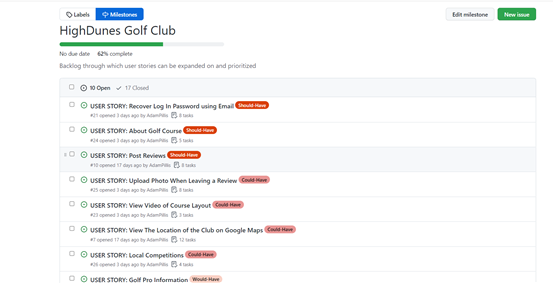 Labels Milestones Edit milestone New issue
HighDunes Golf Club
No due date 62% complete
Backlog through which user stories can be expanded on and prioritized
10 Open 17 Closed
USER STORY: Recover Log In Password using Email Should-Have
#21 opened 3 days ago by AdamPillis 8 tasks
USER STORY: About Golf Course Should-Have
#24 opened 3 days ago by AdamPillis 5 tasks
USER STORY: Post Reviews Should-Have
#10 opened 17 days ago by AdamPillis 8 tasks
USER STORY: Upload Photo When Leaving a Review Could-Have
#25 opened 3 days ago by AdamPillis 8 tasks
USER STORY: View Video of Course Layout Could-Have
#23 opened 3 days ago by AdamPillis 3 tasks
USER STORY: View The Location of the Club on Google Maps Could-Have
#7 opened 17 days ago by AdamPillis 12 tasks
USER STORY: Local Competitions Could-Have
#26 opened 3 days ago by AdamPillis 4 tasks
USER STORY: Golf Pro Information Would-Have